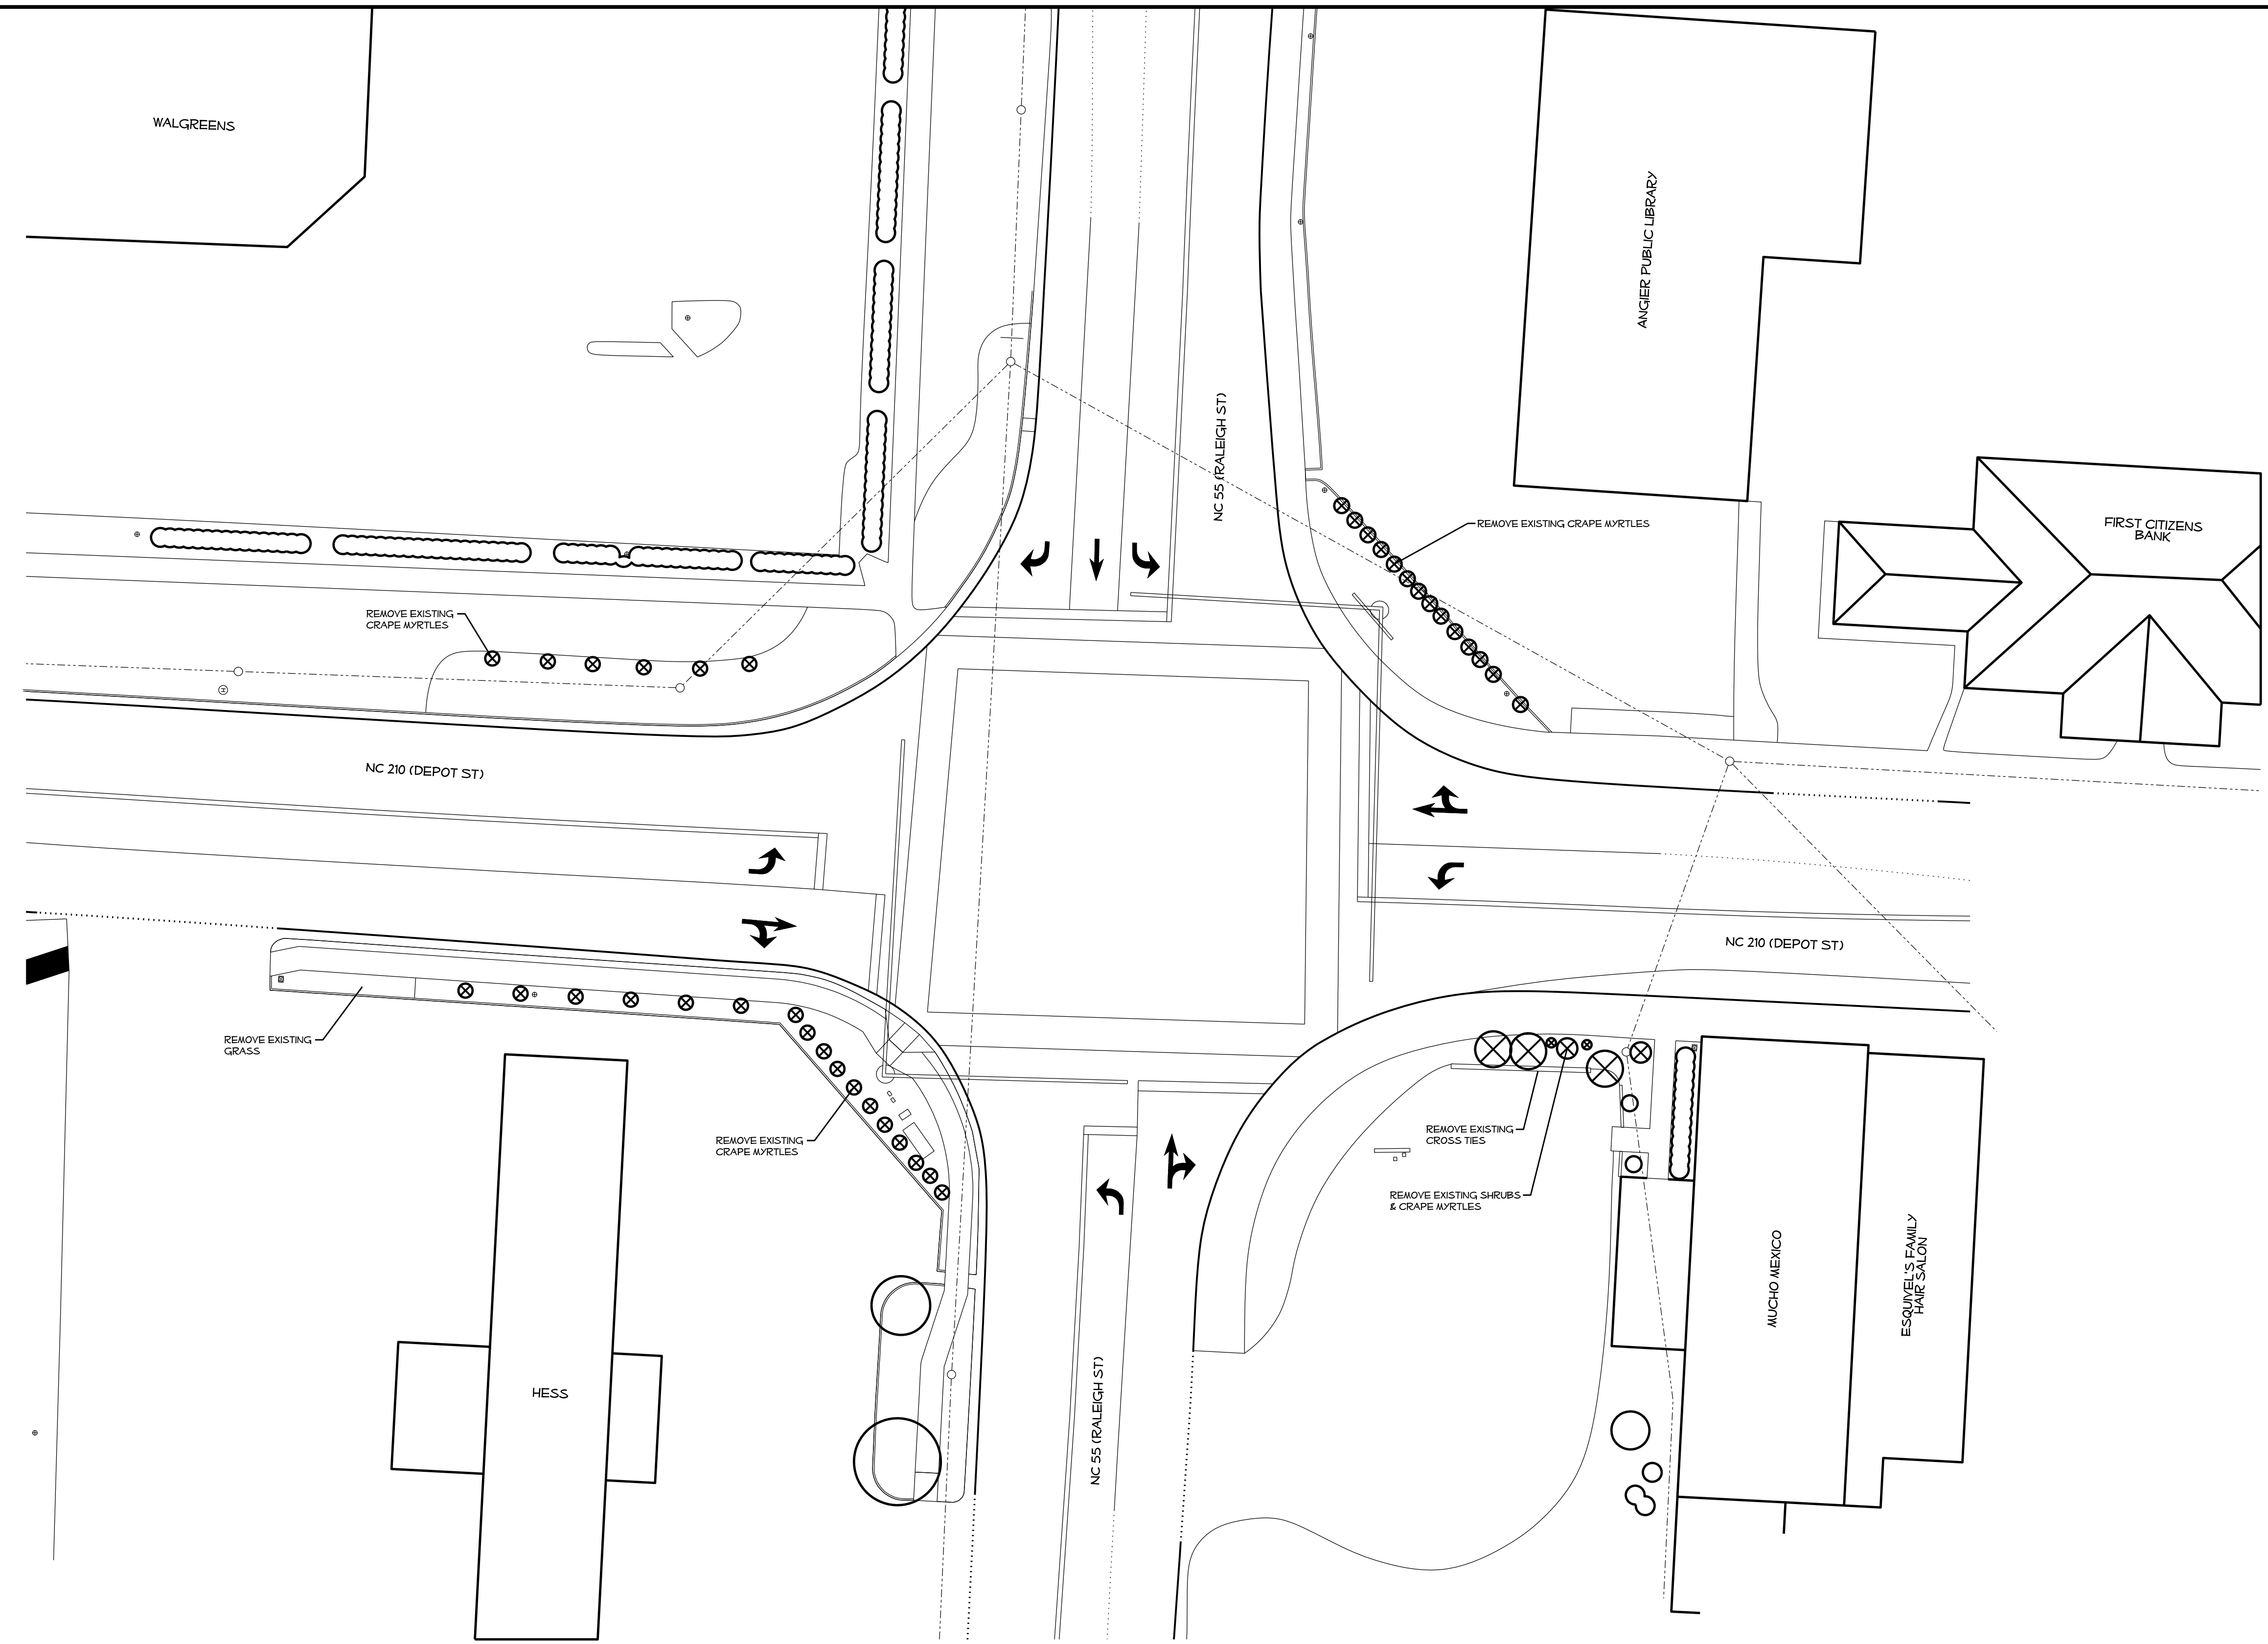 WALGREENS
ANGIER PUBLIC LIBRARY
NC 55 (RALEIGH ST)
REMOVE EXISTING CRAPE MYRTLES
FIRST CITIZENS
BANK
REMOVE EXISTING
CRAPE MYRTLES
NC 210 (DEPOT ST)
NC 210 (DEPOT ST)
REMOVE EXISTING
GRASS
REMOVE EXISTING
CRAPE MYRTLES
REMOVE EXISTING
CROSS TIES
REMOVE EXISTING SHRUBS
& CRAPE MYRTLES
HESS
NC 55 (RALEIGH ST)
MUCHO MEXICO
ESQUIVEL'S FAMILY
HAIR SALON